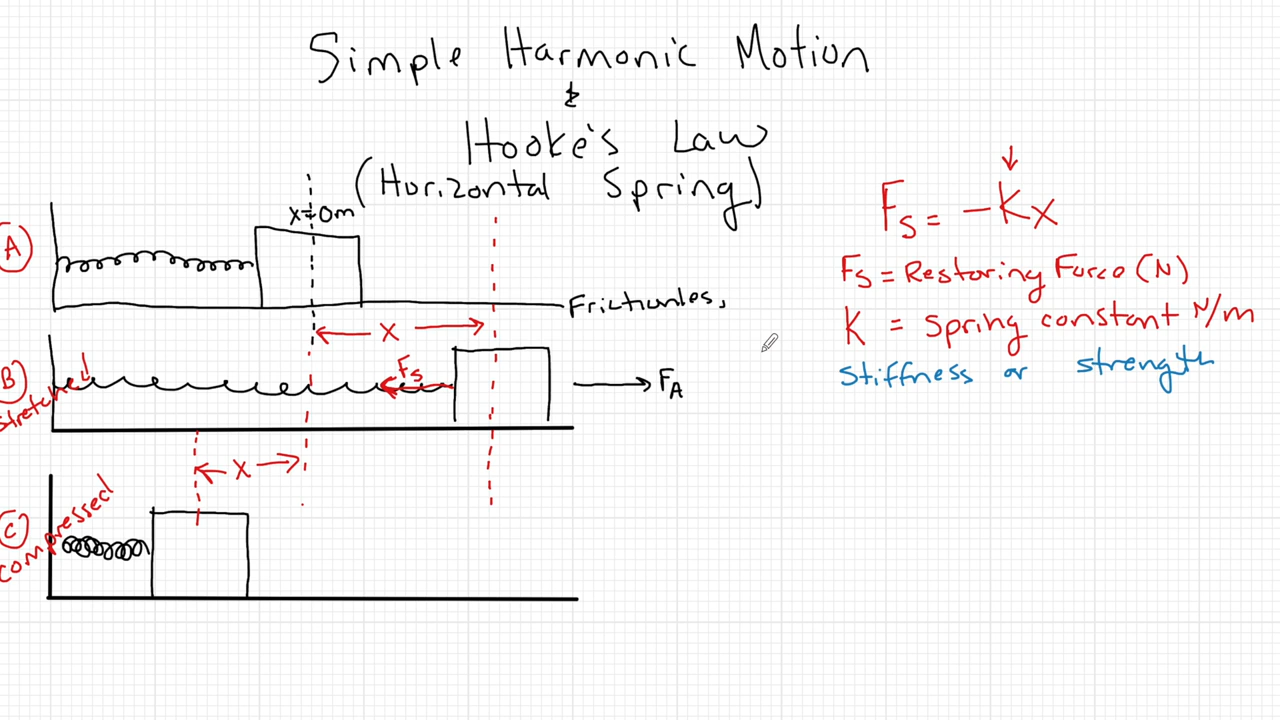 Simple Harmonic Motion
&
Hooke's Law
(Horizontal Spring)
x=0m
A
Frictionless
x
B
stretched
Fs
FA
x
C
compressed
Fs = -Kx
Fs = Restoring Force (N)
K = Spring constant N/m
stiffness or strength